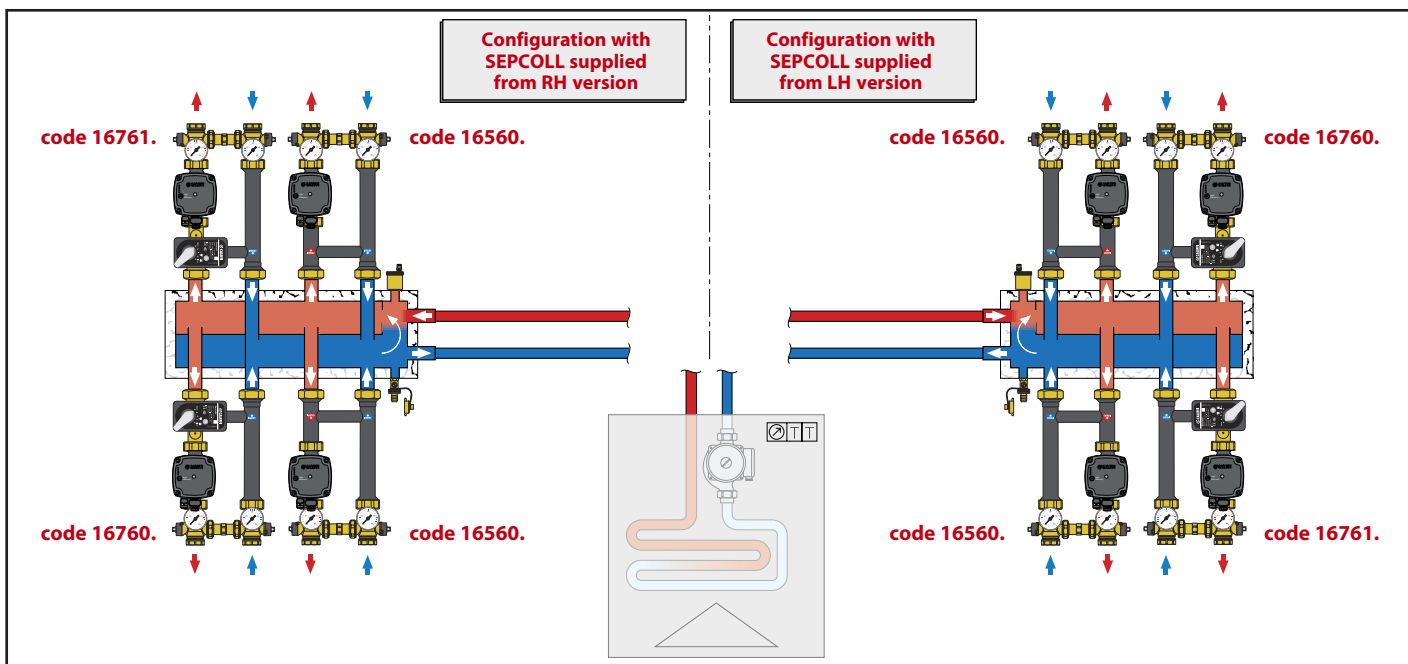 Configuration with
SEPCOLL supplied
from RH version
Configuration with
SEPCOLL supplied
from LH version
code 16761.
code 16560.
code 16560.
code 16760.
code 16760.
code 16560.
code 16560.
code 16761.
T T